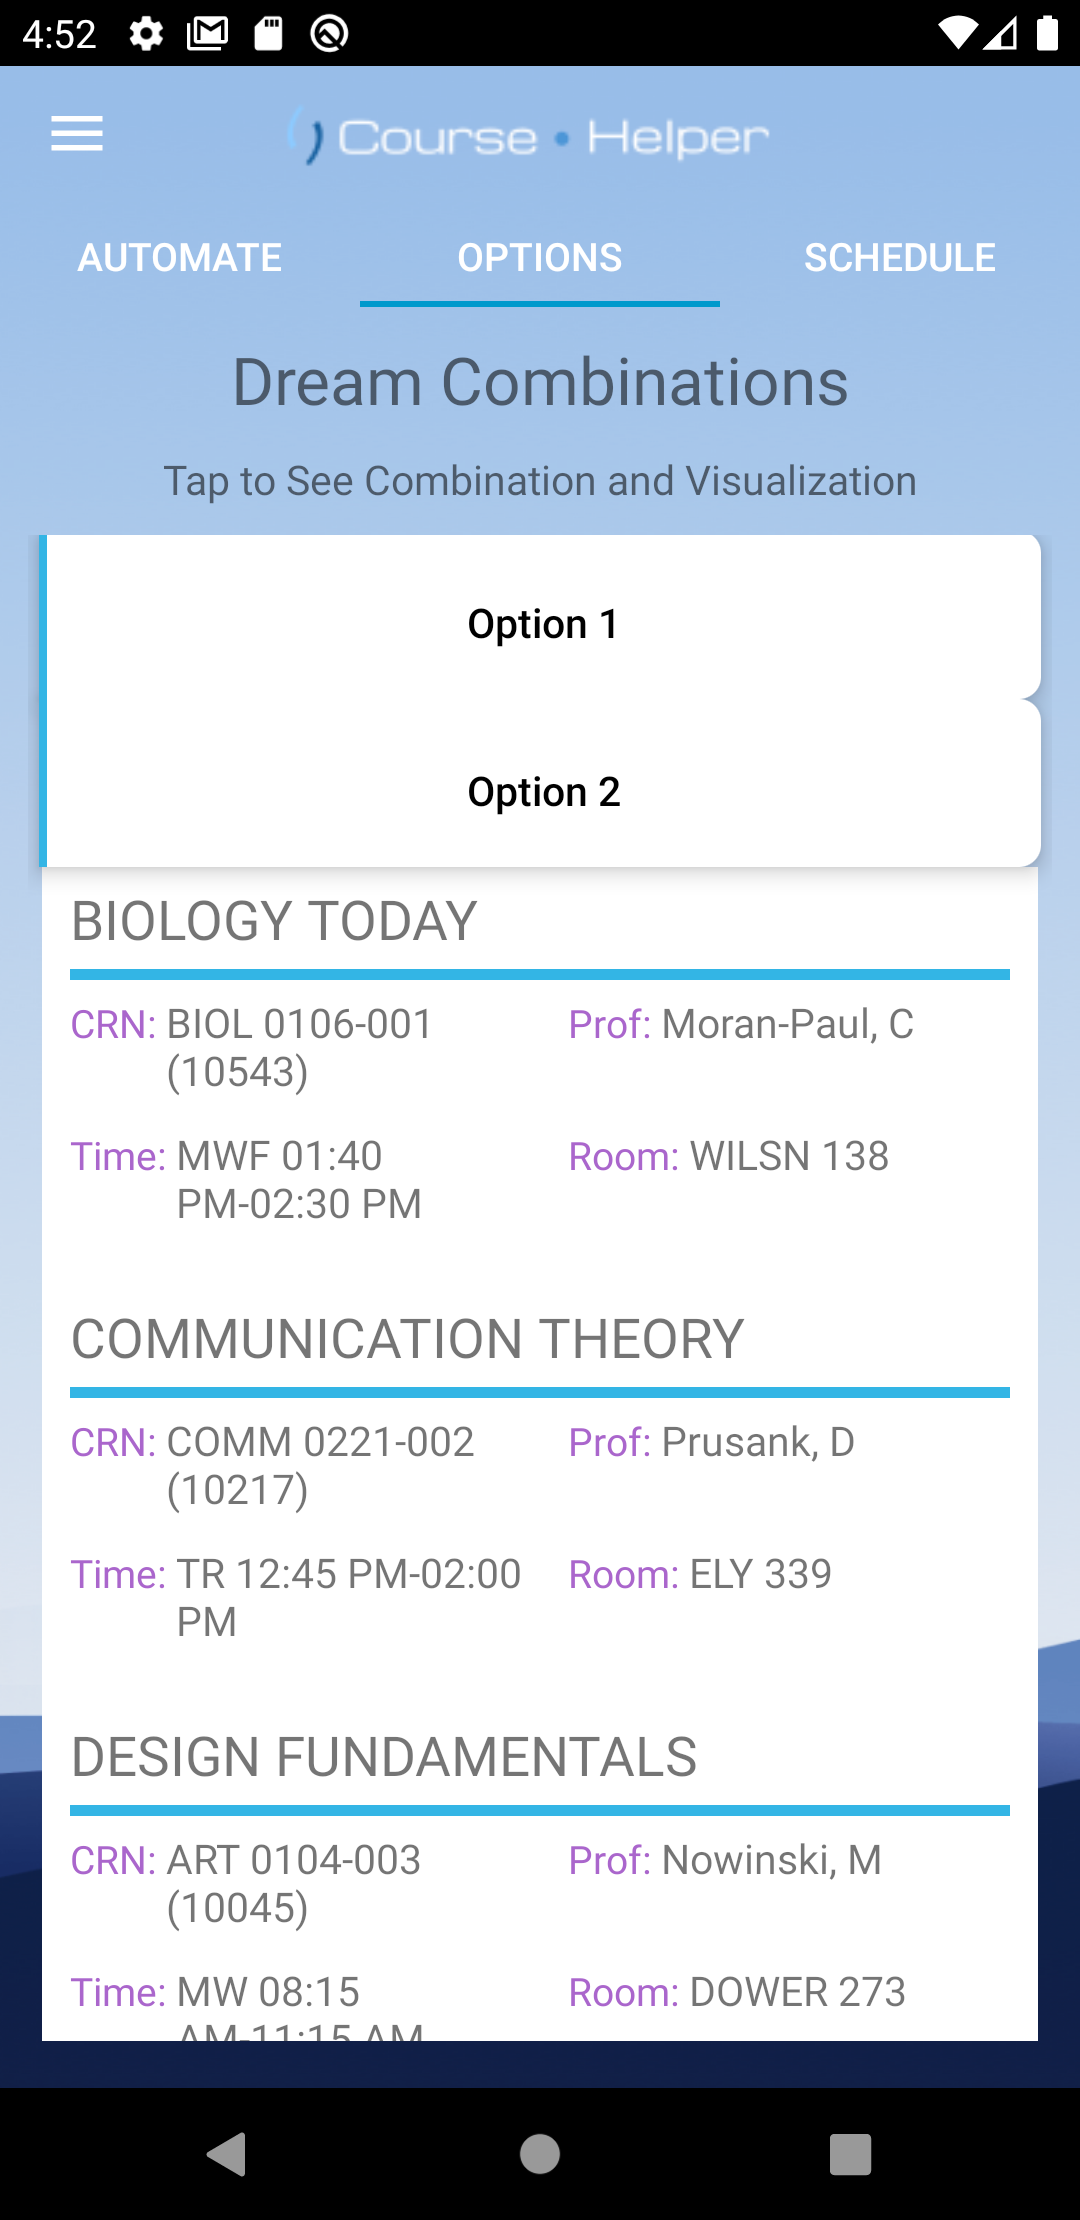 4:52
Course • Helper
AUTOMATE OPTIONS SCHEDULE
Dream Combinations
Tap to See Combination and Visualization
Option 1
Option 2
BIOLOGY TODAY
CRN: BIOL 0106-001 Prof: Moran-Paul, C
(10543)
Time: MWF 01:40 Room: WILSN 138
PM-02:30 PM
COMMUNICATION THEORY
CRN: COMM 0221-002 Prof: Prusank, D
(10217)
Time: TR 12:45 PM-02:00 Room: ELY 339
PM
DESIGN FUNDAMENTALS
CRN: ART 0104-003 Prof: Nowinski, M
(10045)
Time: MW 08:15 Room: DOWER 273
AM-11:15 AM